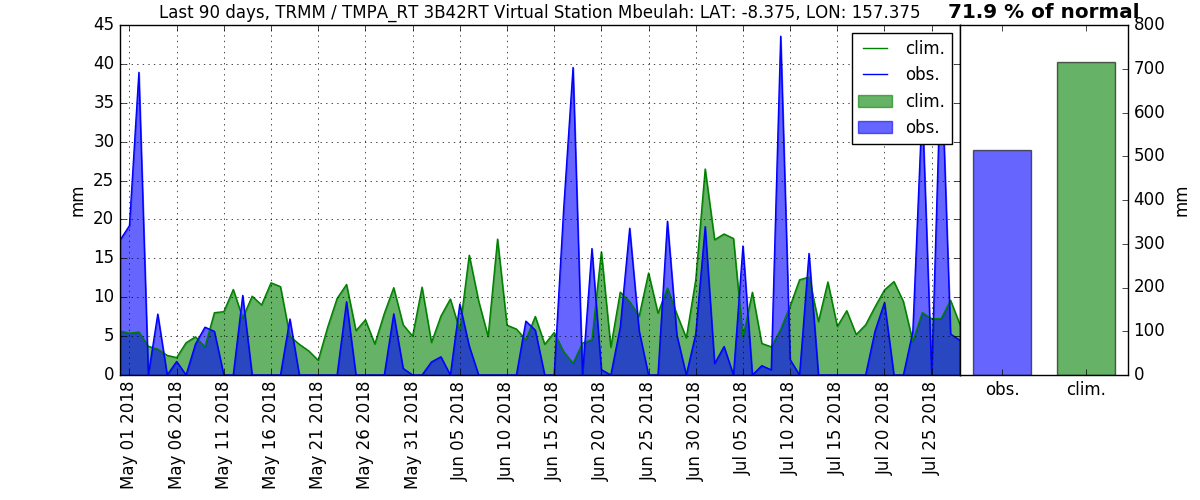 Last 90 days, TRMM / TMPA_RT 3B42RT Virtual Station Mbeulah: LAT: -8.375, LON: 157.375
71.9 % of normal
45
40
35
30
25
20
15
10
5
0
mm
clim.
obs.
clim.
obs.
May 01 2018
May 06 2018
May 11 2018
May 16 2018
May 21 2018
May 26 2018
May 31 2018
Jun 05 2018
Jun 10 2018
Jun 15 2018
Jun 20 2018
Jun 25 2018
Jun 30 2018
Jul 05 2018
Jul 10 2018
Jul 15 2018
Jul 20 2018
Jul 25 2018
800
700
600
500
400
300
200
100
0
mm
obs.
clim.